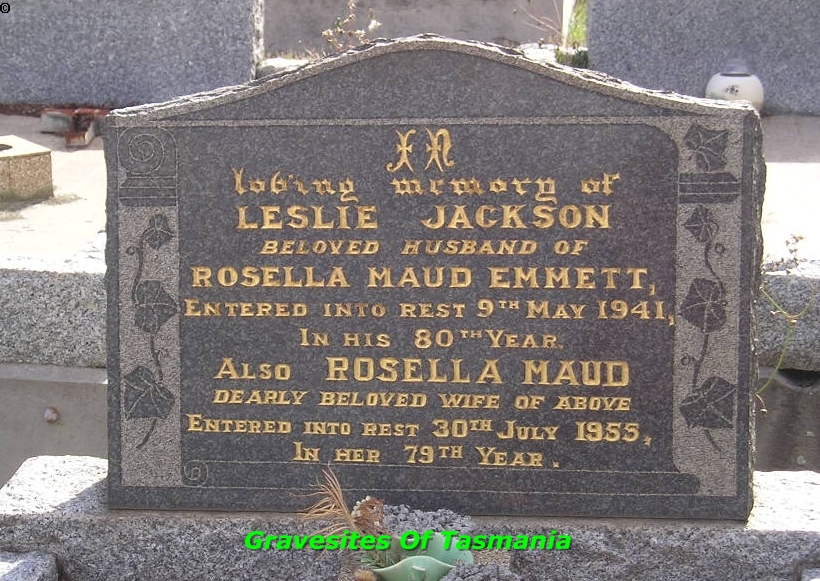 ©
In
loving memory of
LESLIE JACKSON
BELOVED HUSBAND OF
ROSELLA MAUD EMMETT,
ENTERED INTO REST 9TH MAY 1941,
IN HIS 80TH YEAR.
ALSO ROSELLA MAUD
DEARLY BELOVED WIFE OF ABOVE
ENTERED INTO REST 30TH JULY 1955,
IN HER 79TH YEAR.
Gravesites Of Tasmania